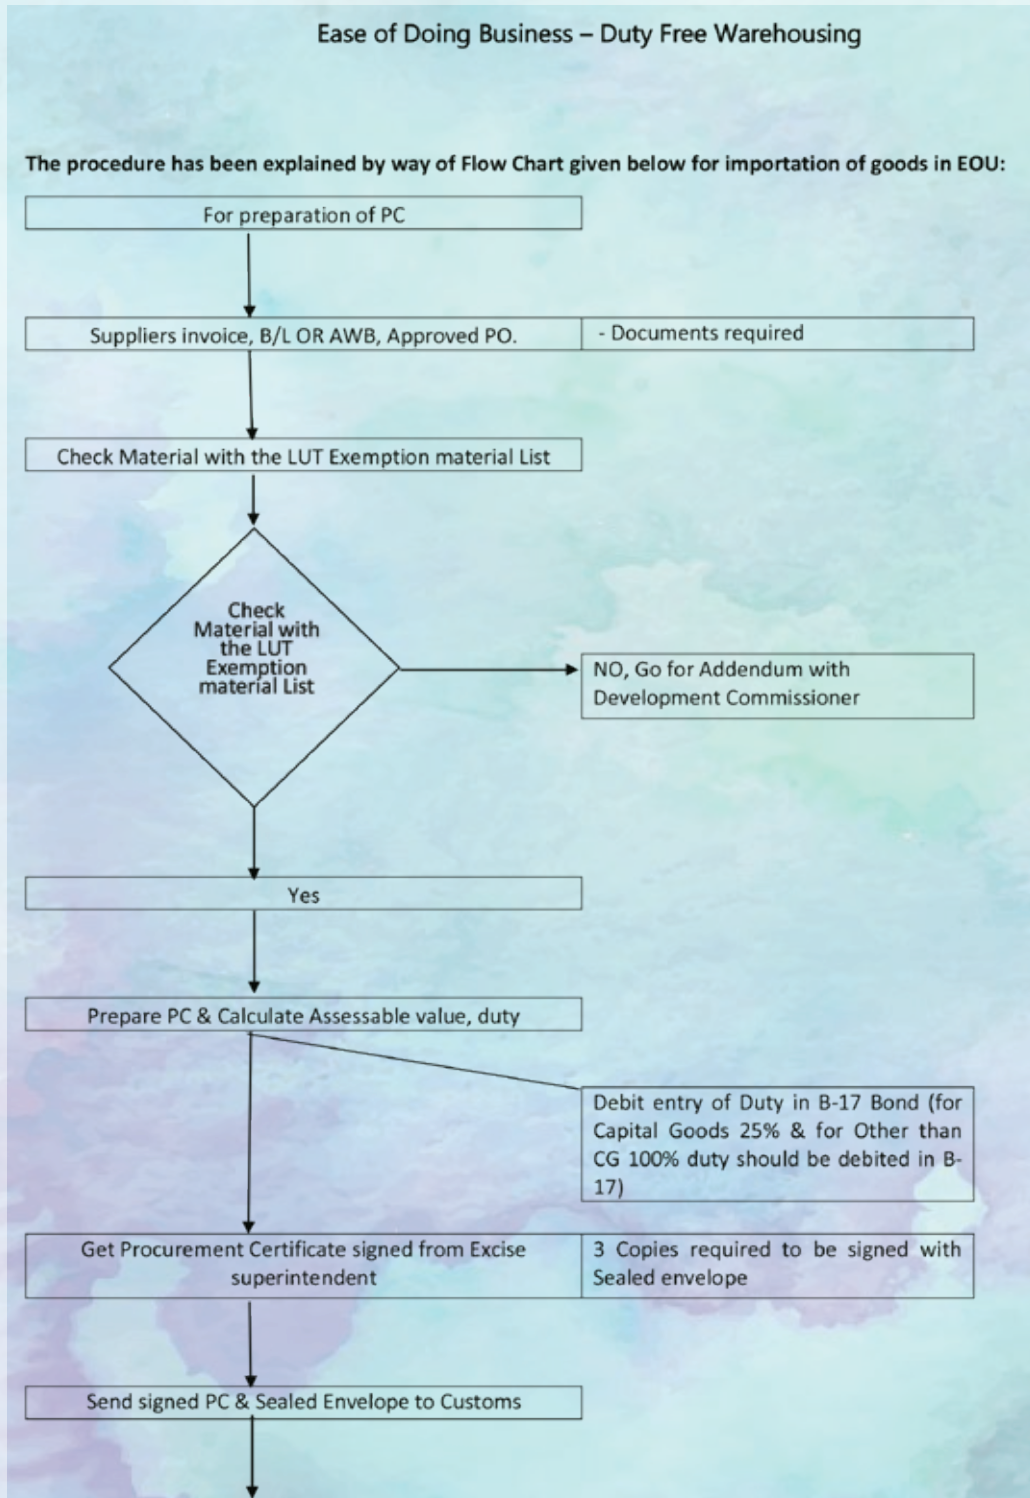 Ease of Doing Business – Duty Free Warehousing
The procedure has been explained by way of Flow Chart given below for importation of goods in EOU:
For preparation of PC
Suppliers invoice, B/L OR AWB, Approved PO.
- Documents required
Check Material with the LUT Exemption material List
Check
Material with
the LUT
Exemption
material List
NO, Go for Addendum with
Development Commissioner
Yes
Prepare PC & Calculate Assessable value, duty
Debit entry of Duty in B-17 Bond (for
Capital Goods 25% & for Other than
CG 100% duty should be debited in B-
17)
Get Procurement Certificate signed from Excise
superintendent
3 Copies required to be signed with
Sealed envelope
Send signed PC & Sealed Envelope to Customs